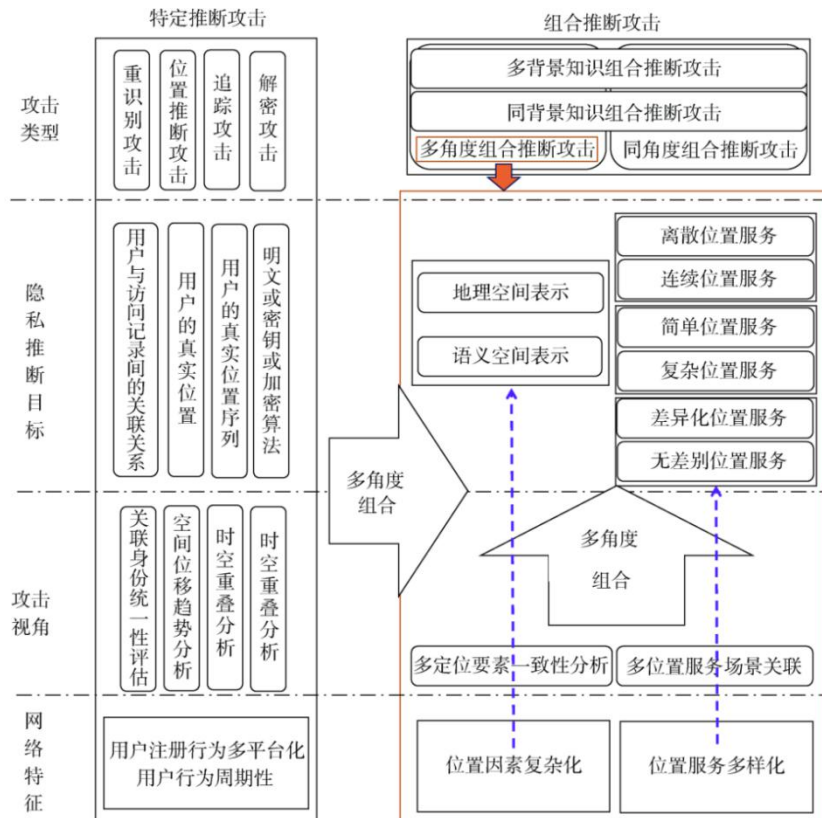 特定推断攻击
组合推断攻击
攻击
类型
重识别攻击
位置推断攻击
追踪攻击
解密攻击
多背景知识组合推断攻击
同背景知识组合推断攻击
多角度组合推断攻击
同角度组合推断攻击
隐私推断目标
用户与访问记录间的关联关系
用户的真实位置
用户的真实位置序列
明文或密钥或加密算法
地理空间表示
语义空间表示
离散位置服务
连续位置服务
简单位置服务
复杂位置服务
差异化位置服务
无差别位置服务
多角度
组合
攻击
视角
关联身份统一性评估
空间位移趋势分析
时空重叠分析
时空重叠分析
多角度
组合
多定位要素一致性分析
多位置服务场景关联
网络特征
用户注册行为多平台化
用户行为周期性
位置因素复杂化
位置服务多样化